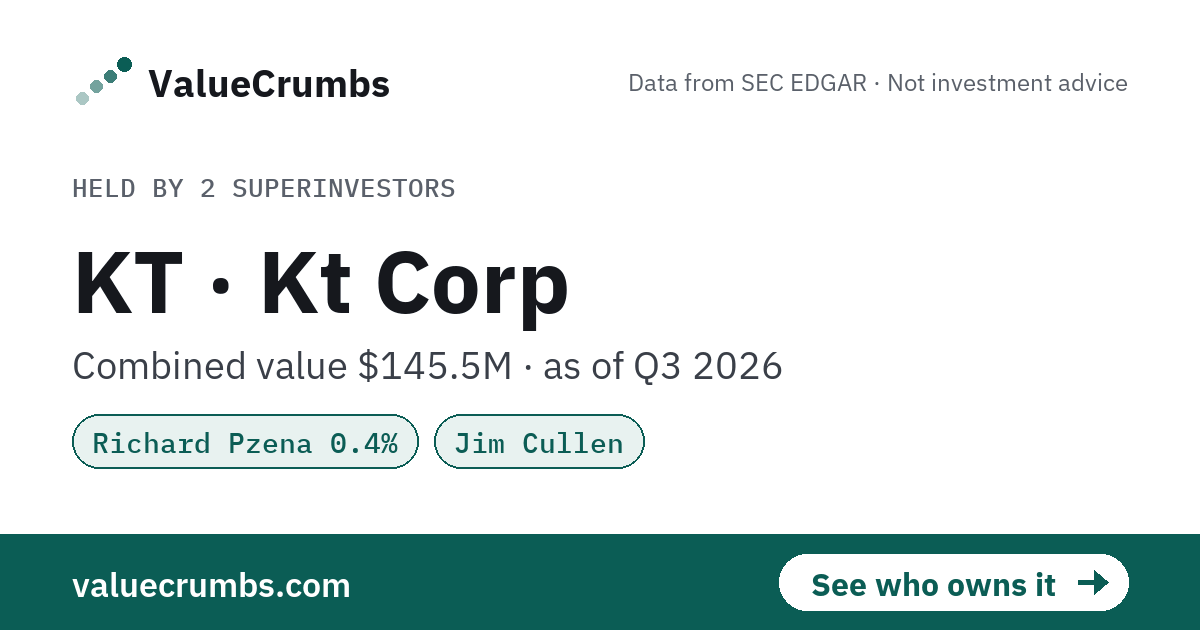 ValueCrumbs
Data from SEC EDGAR · Not investment advice
HELD BY 2 SUPERINVESTORS
KT · Kt Corp
Combined value $145.5M · as of Q3 2026
Richard Pzena 0.4%
Jim Cullen
valuecrumbs.com
See who owns it →